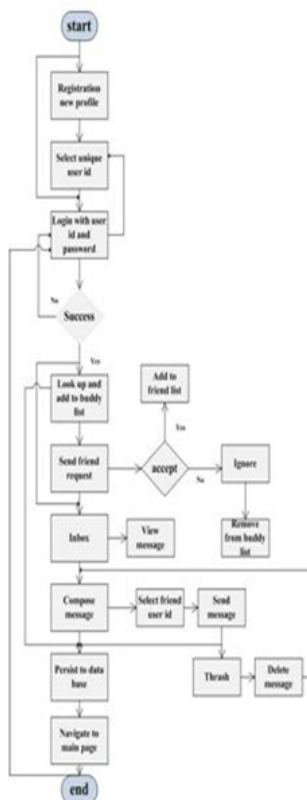 start
Registration
new profile
Select unique
user id
Login with user
id and
password
No
Success
Yes
Look up and
add to buddy
list
Add to
friend list
Yes
Send friend
request
accept
No
Ignore
Inbox
View
message
Remove
from buddy
list
Compose
message
Select friend
user id
Send
message
Persist to data
base
Thrash
Delete
message
Navigate to
main page
end